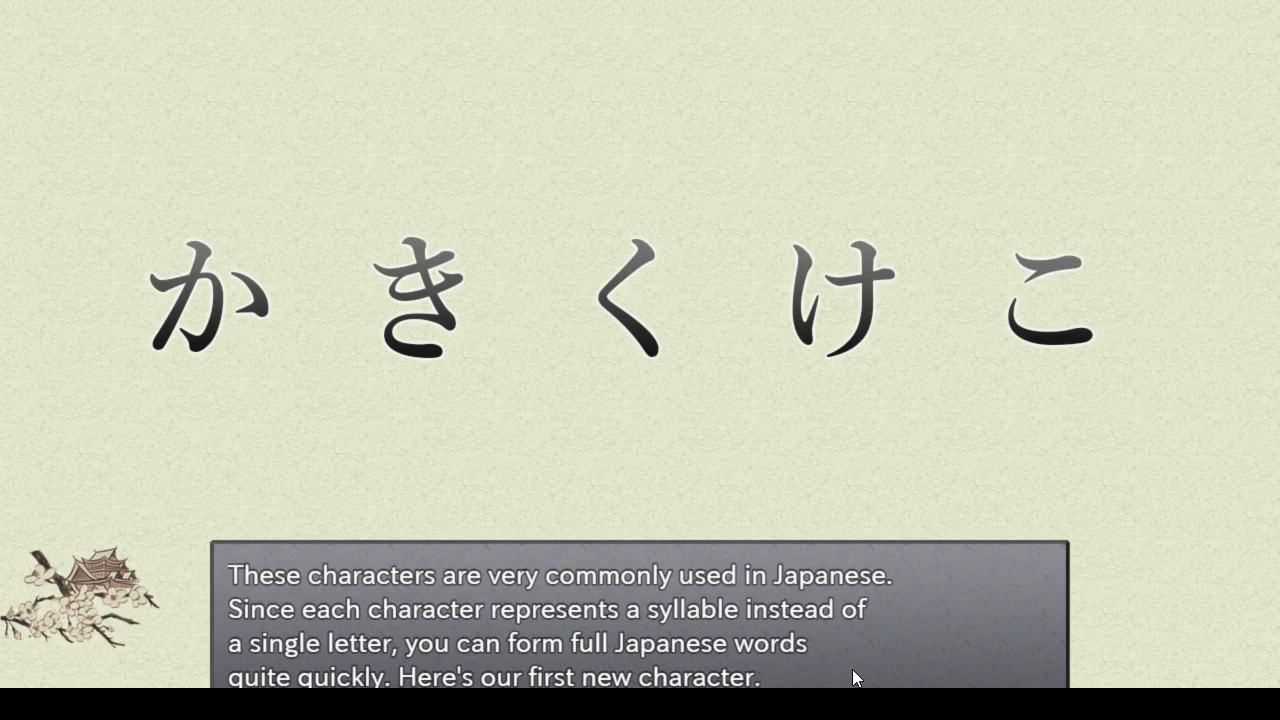 か き く け こ
These characters are very commonly used in Japanese.
Since each character represents a syllable instead of
a single letter, you can form full Japanese words
quite quickly. Here's our first new character.